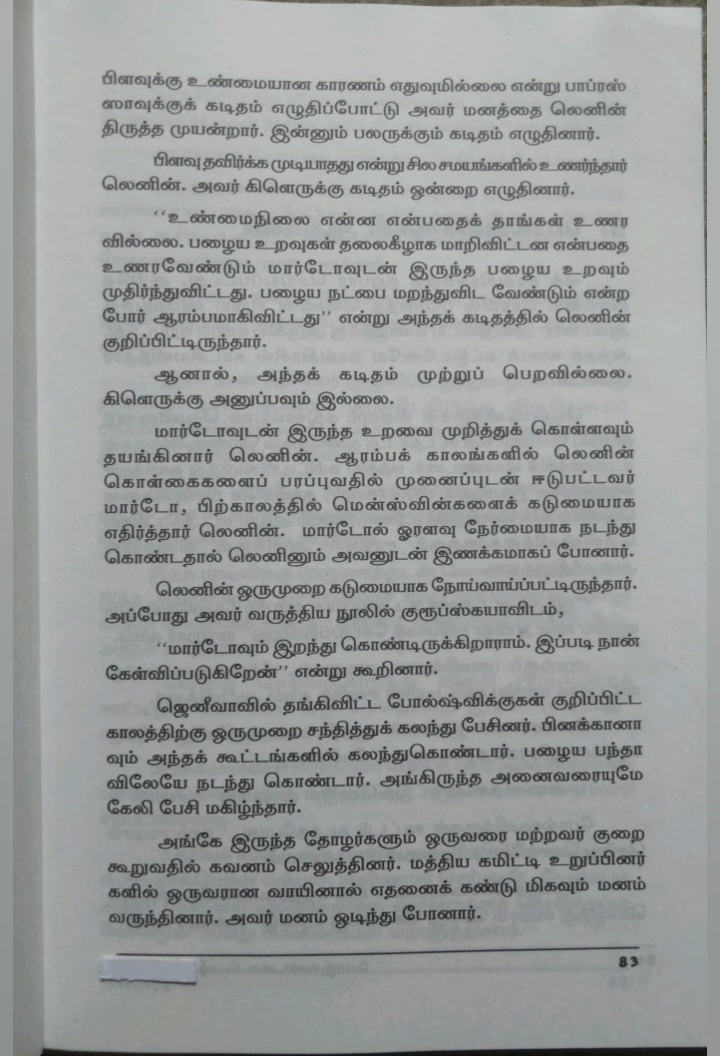 பிளவுக்கு உண்மையான காரணம் எதுவுமில்லை என்று பாப்ரஸ்
ஸாவுக்குக் கடிதம் எழுதிப்போட்டு அவர் மனத்தை லெனின்
திருத்த முயன்றார். இன்னும் பலருக்கும் கடிதம் எழுதினார்.
பிளவு தவிர்க்க முடியாதது என்று சில சமயங்களில் உணர்ந்தார்
லெனின். அவர் கிளெருக்கு கடிதம் ஒன்றை எழுதினார்.
‘‘உண்மைநிலை என்ன என்பதைக் தாங்கள் உணர
வில்லை. பழைய உறவுகள் தலைகீழாக மாறிவிட்டன என்பதை
உணரவேண்டும் மார்டோவுடன் இருந்த பழைய உறவும்
முதிர்ந்துவிட்டது. பழைய நட்பை மறந்துவிட வேண்டும் என்ற
போர் ஆரம்பமாகிவிட்டது’’ என்று அந்தக் கடிதத்தில் லெனின்
குறிப்பிட்டிருந்தார்.
ஆனால், அந்தக் கடிதம் முற்றுப் பெறவில்லை.
கிளெருக்கு அனுப்பவும் இல்லை.
மார்டோவுடன் இருந்த உறவை முறித்துக் கொள்ளவும்
தயங்கினார் லெனின். ஆரம்பக் காலங்களில் லெனின்
கொள்கைகளைப் பரப்புவதில் முனைப்புடன் ஈடுபட்டவர்
மார்டோ, பிற்காலத்தில் மென்ஸ்வின்களைக் கடுமையாக
எதிர்த்தார் லெனின். மார்டோல் ஓரளவு நேர்மையாக நடந்து
கொண்டதால் லெனினும் அவனுடன் இணக்கமாகப் போனார்.
லெனின் ஒருமுறை கடுமையாக நோய்வாய்ப்பட்டிருந்தார்.
அப்போது அவர் வருத்திய நூலில் குரூப்ஸ்கயாவிடம்,
‘‘மார்டோவும் இறந்து கொண்டிருக்கிறாராம். இப்படி நான்
கேள்விப்படுகிறேன்’’ என்று கூறினார்.
ஜெனீவாவில் தங்கிவிட்ட போல்ஷ்விக்குகள் குறிப்பிட்ட
காலத்திற்கு ஒருமுறை சந்தித்துக் கலந்து பேசினர். பினக்கானா
வும் அந்தக் கூட்டங்களில் கலந்துகொண்டார். பழைய பந்தா
விலேயே நடந்து கொண்டார். அங்கிருந்த அனைவரையுமே
கேலி பேசி மகிழ்ந்தார்.
அங்கே இருந்த தோழர்களும் ஒருவரை மற்றவர் குறை
கூறுவதில் கவனம் செலுத்தினர். மத்திய கமிட்டி உறுப்பினர்
களில் ஒருவரான வாயினால் எதனைக் கண்டு மிகவும் மனம்
வருந்தினார். அவர் மனம் ஒடிந்து போனார்.
83